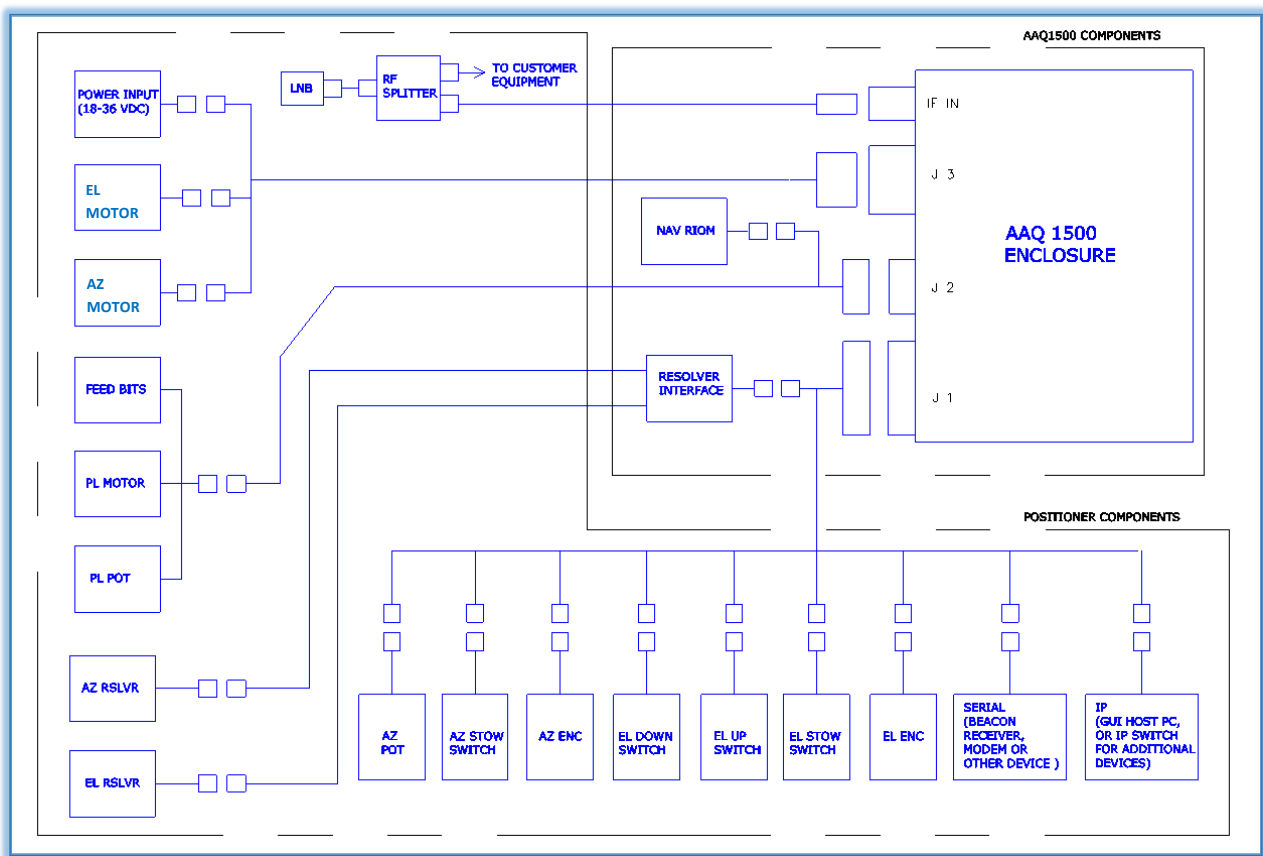 AAQ1500 COMPONENTS
POWER INPUT
(18-36 VDC)
LNB
RF
SPLITTER
TO CUSTOMER
EQUIPMENT
IF IN
J 3
EL
MOTOR
NAV RIOM
AAQ 1500
ENCLOSURE
AZ
MOTOR
J 2
FEED BITS
RESOLVER
INTERFACE
J 1
PL MOTOR
POSITIONER COMPONENTS
PL POT
AZ RSLVR
EL RSLVR
AZ
POT
AZ STOW
SWITCH
AZ ENC
EL DOWN
SWITCH
EL UP
SWITCH
EL STOW
SWITCH
EL ENC
SERIAL
(BEACON
RECEIVER,
MODEM OR
OTHER DEVICE )
IP
(GUI HOST PC,
OR IP SWITCH
FOR ADDITIONAL
DEVICES)